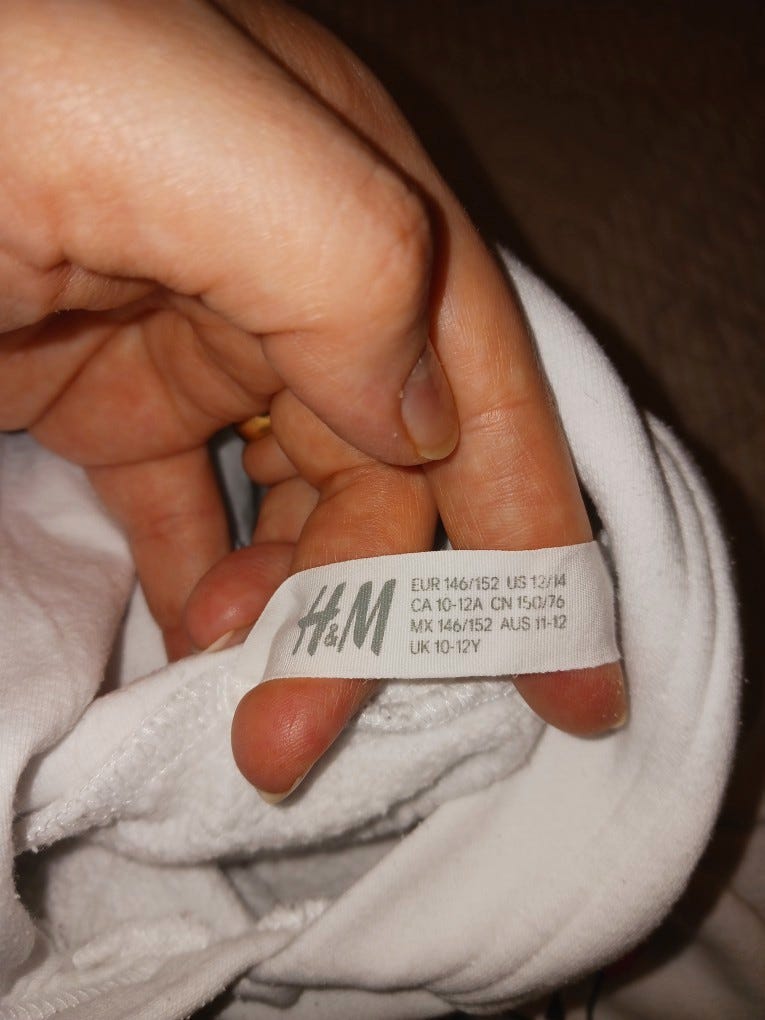 H&M
EUR 146/152 US 12/14
CA 10-12A CN 150/76
MX 146/152 AUS 11-12
UK 10-12Y